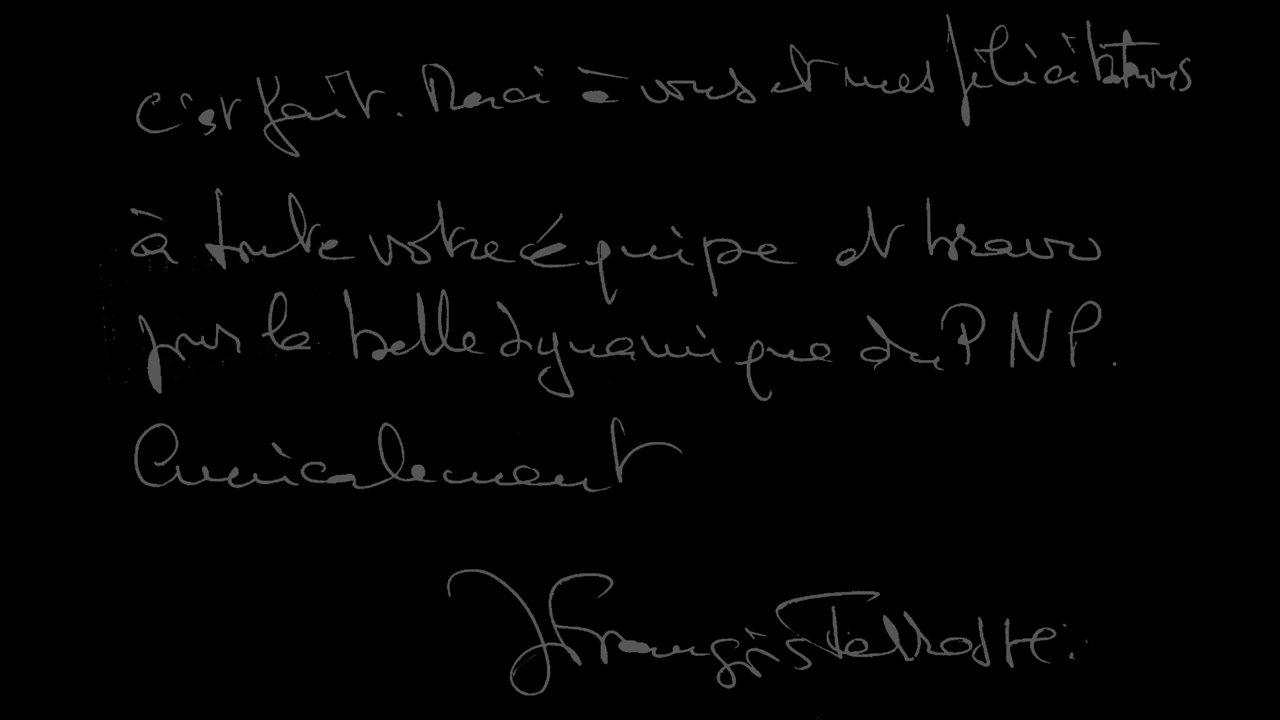 c'est fait. Merci à vous et mes félicitations
à toute votre équipe et bravo
pour la belle dynamique du PNP.
Amicalement
J François